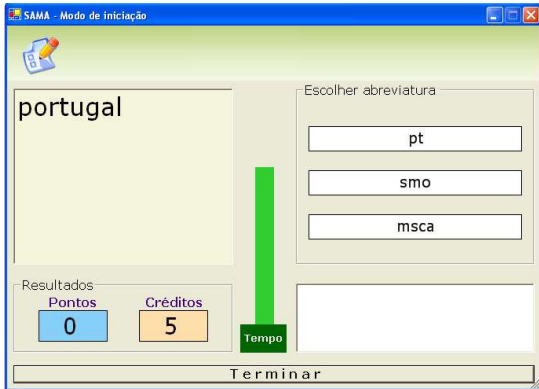 SAMA - Modo de iniciação
portugal
Escolher abreviatura
pt
smo
msca
Resultados
Pontos Créditos
0 5
Tempo
Terminar